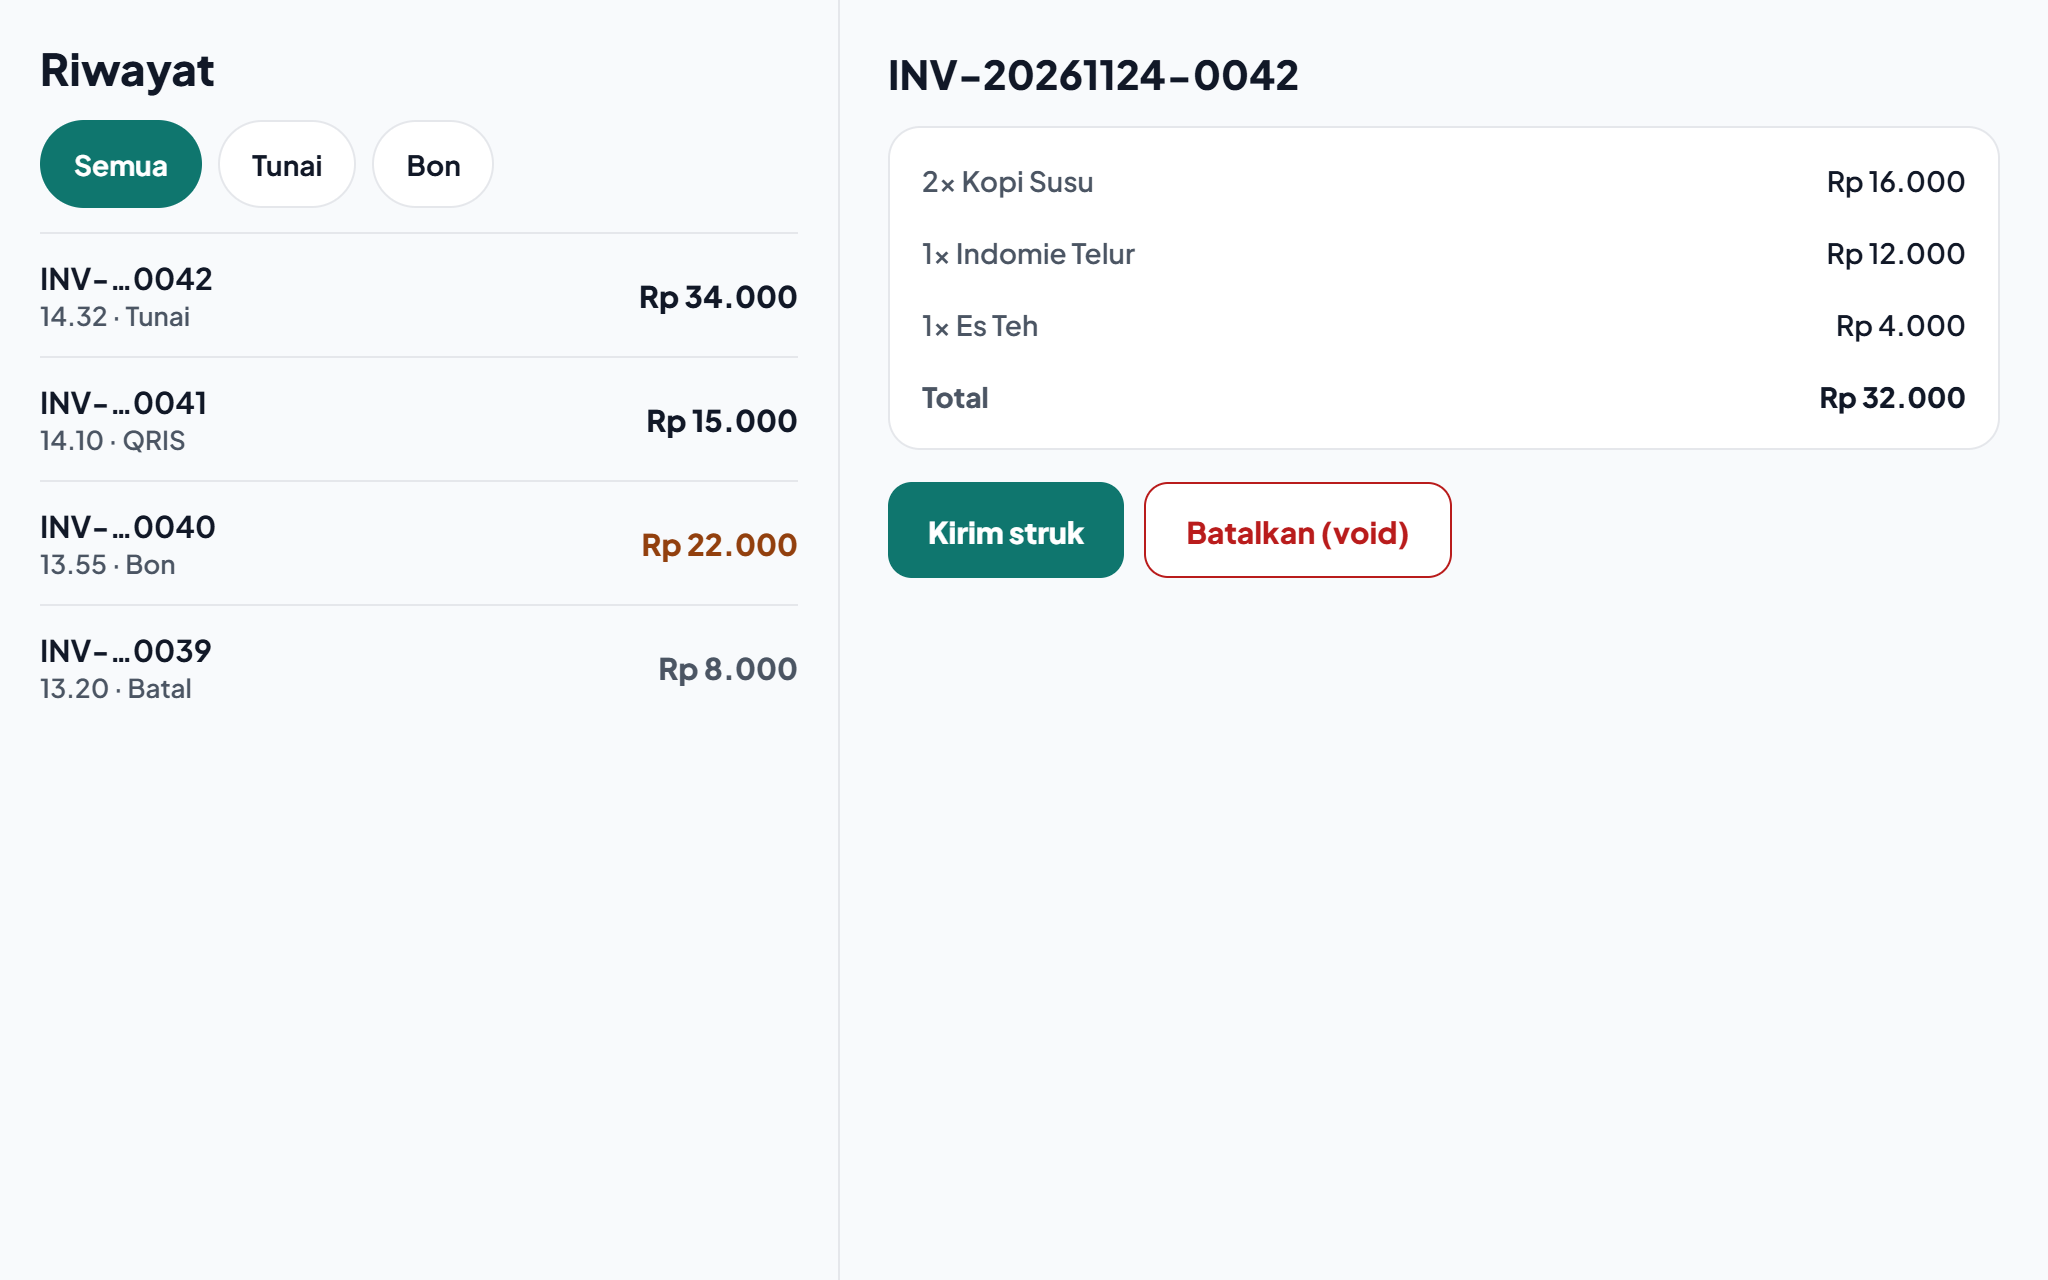 Riwayat
Semua
Tunai
Bon
INV-…0042
14.32 · Tunai
Rp 34.000
INV-…0041
14.10 · QRIS
Rp 15.000
INV-…0040
13.55 · Bon
Rp 22.000
INV-…0039
13.20 · Batal
Rp 8.000
INV-20261124-0042
2× Kopi Susu Rp 16.000
1× Indomie Telur Rp 12.000
1× Es Teh Rp 4.000
Total Rp 32.000
Kirim struk
Batalkan (void)